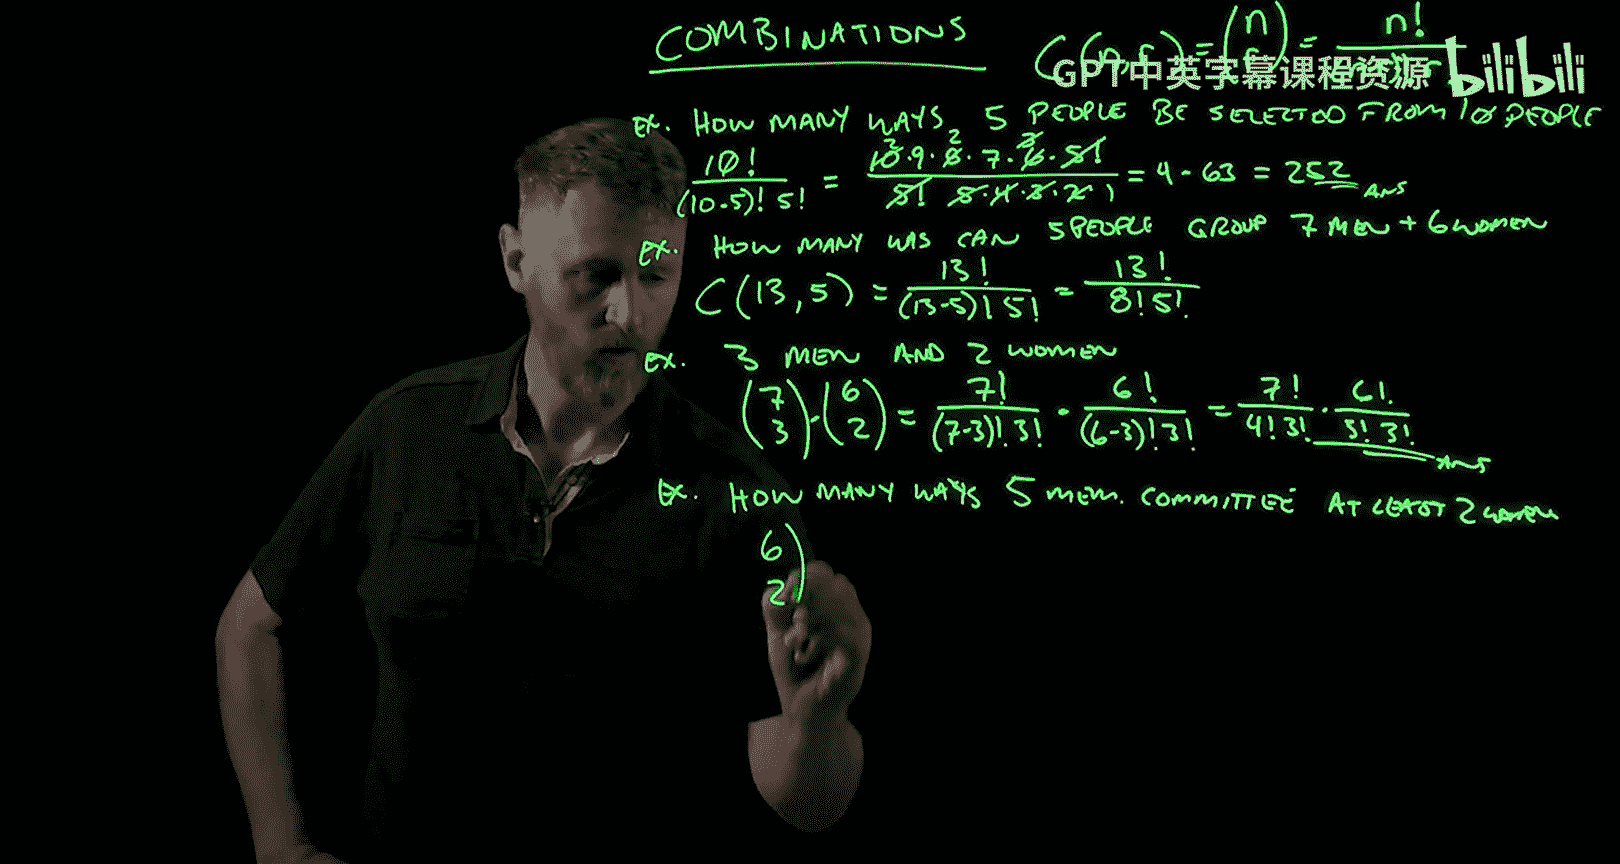 COMBINATIONS C(n,r) = (n r) = n!
GPT中英字幕课程资源 bilibili
EX. HOW MANY WAYS 5 PEOPLE BE SELECTED FROM 10 PEOPLE
10! / (10-5)! 5! = 10·9·8·7·6·5! / 5! 5·4·3·2·1 = 4·63 = 252 ANS
EX. HOW MANY WAS CAN 5 PEOPLE GROUP 7 MEN + 6 WOMEN
C(13,5) = 13! / (13-5)! 5! = 13! / 8! 5!
EX. 3 MEN AND 2 WOMEN
(7 3)·(6 2) = 7! / (7-3)! 3! · 6! / (6-3)! 3! = 7! / 4! 3! · 6! / 3! 3! ANS
EX. HOW MANY WAYS 5 MEM. COMMITTEE AT LEAST 2 WOMEN
6
2)